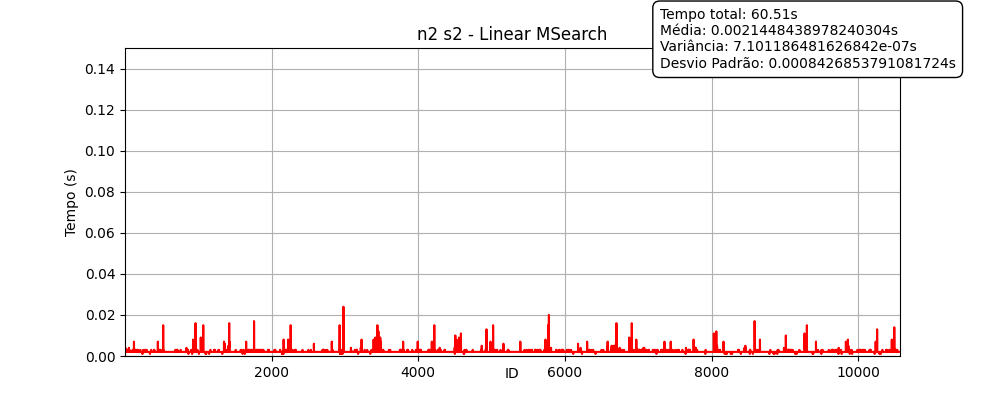 Tempo total: 60.51s
Média: 0.0021448438978240304s
Variância: 7.101186481626842e-07s
Desvio Padrão: 0.0008426853791081724s
n2 s2 - Linear MSearch
0.14
0.12
0.10
0.08
0.06
0.04
0.02
0.00
Tempo (s)
2000
4000
6000
8000
10000
ID